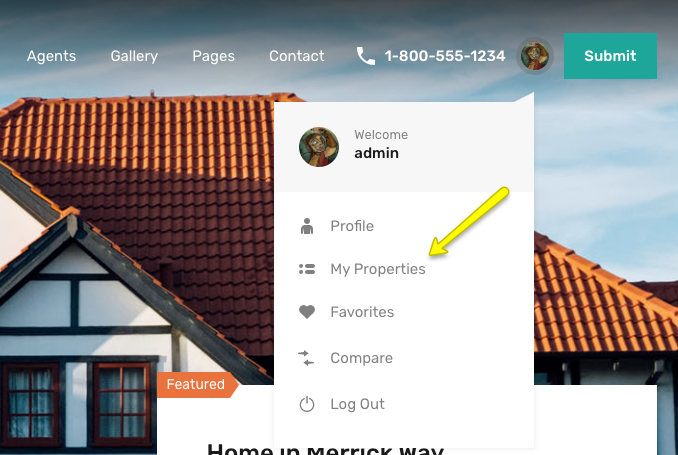 Agents Gallery Pages Contact 1-800-555-1234 Submit
Welcome
admin
Profile
My Properties
Favorites
Compare
Log Out
Featured
Home in Merrick Way